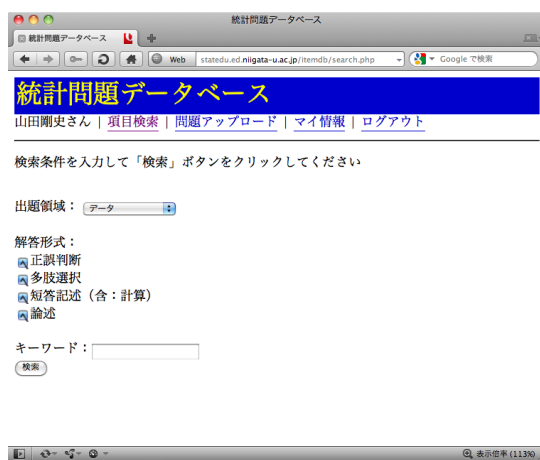 統計問題データベース
統計問題データベース
Web statedu.ed.niigata-u.ac.jp/itemdb/search.php Google で検索
統計問題データベース
山田剛史さん | 項目検索 | 問題アップロード | マイ情報 | ログアウト
検索条件を入力して「検索」ボタンをクリックしてください
出題領域： データ
解答形式：
正誤判断
多肢選択
短答記述（含：計算）
論述
キーワード：
検索
表示倍率 (113%)